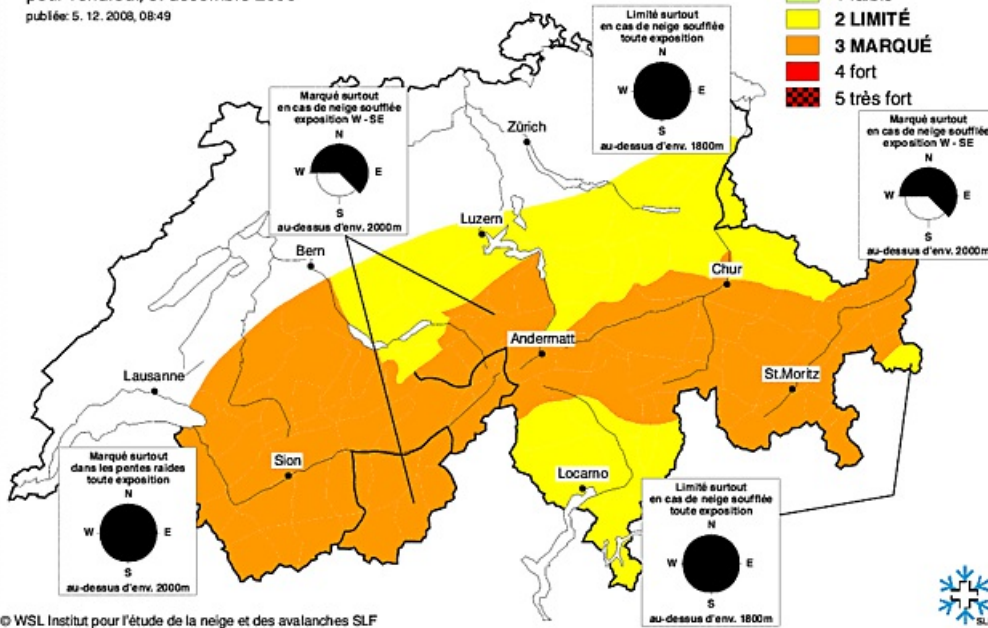 publiée: 5. 12. 2008, 08:49
2 LIMITÉ
3 MARQUÉ
4 fort
5 très fort
Limité surtout
en cas de neige soufflée
toute exposition
N
W E
S
au-dessus d'env. 1800m
Marqué surtout
en cas de neige soufflée
exposition W - SE
N
W E
S
au-dessus d'env. 2000m
Marqué surtout
en cas de neige soufflée
exposition W - SE
N
W E
S
au-dessus d'env. 2000m
Zürich
Luzern
Bern
Chur
Andermatt
Lausanne
St.Moritz
Sion
Locarno
Marqué surtout
dans les pentes raides
toute exposition
N
W E
S
au-dessus d'env. 2000m
Limité surtout
en cas de neige soufflée
toute exposition
N
W E
S
au-dessus d'env. 1800m
© WSL Institut pour l'étude de la neige et des avalanches SLF
SLF